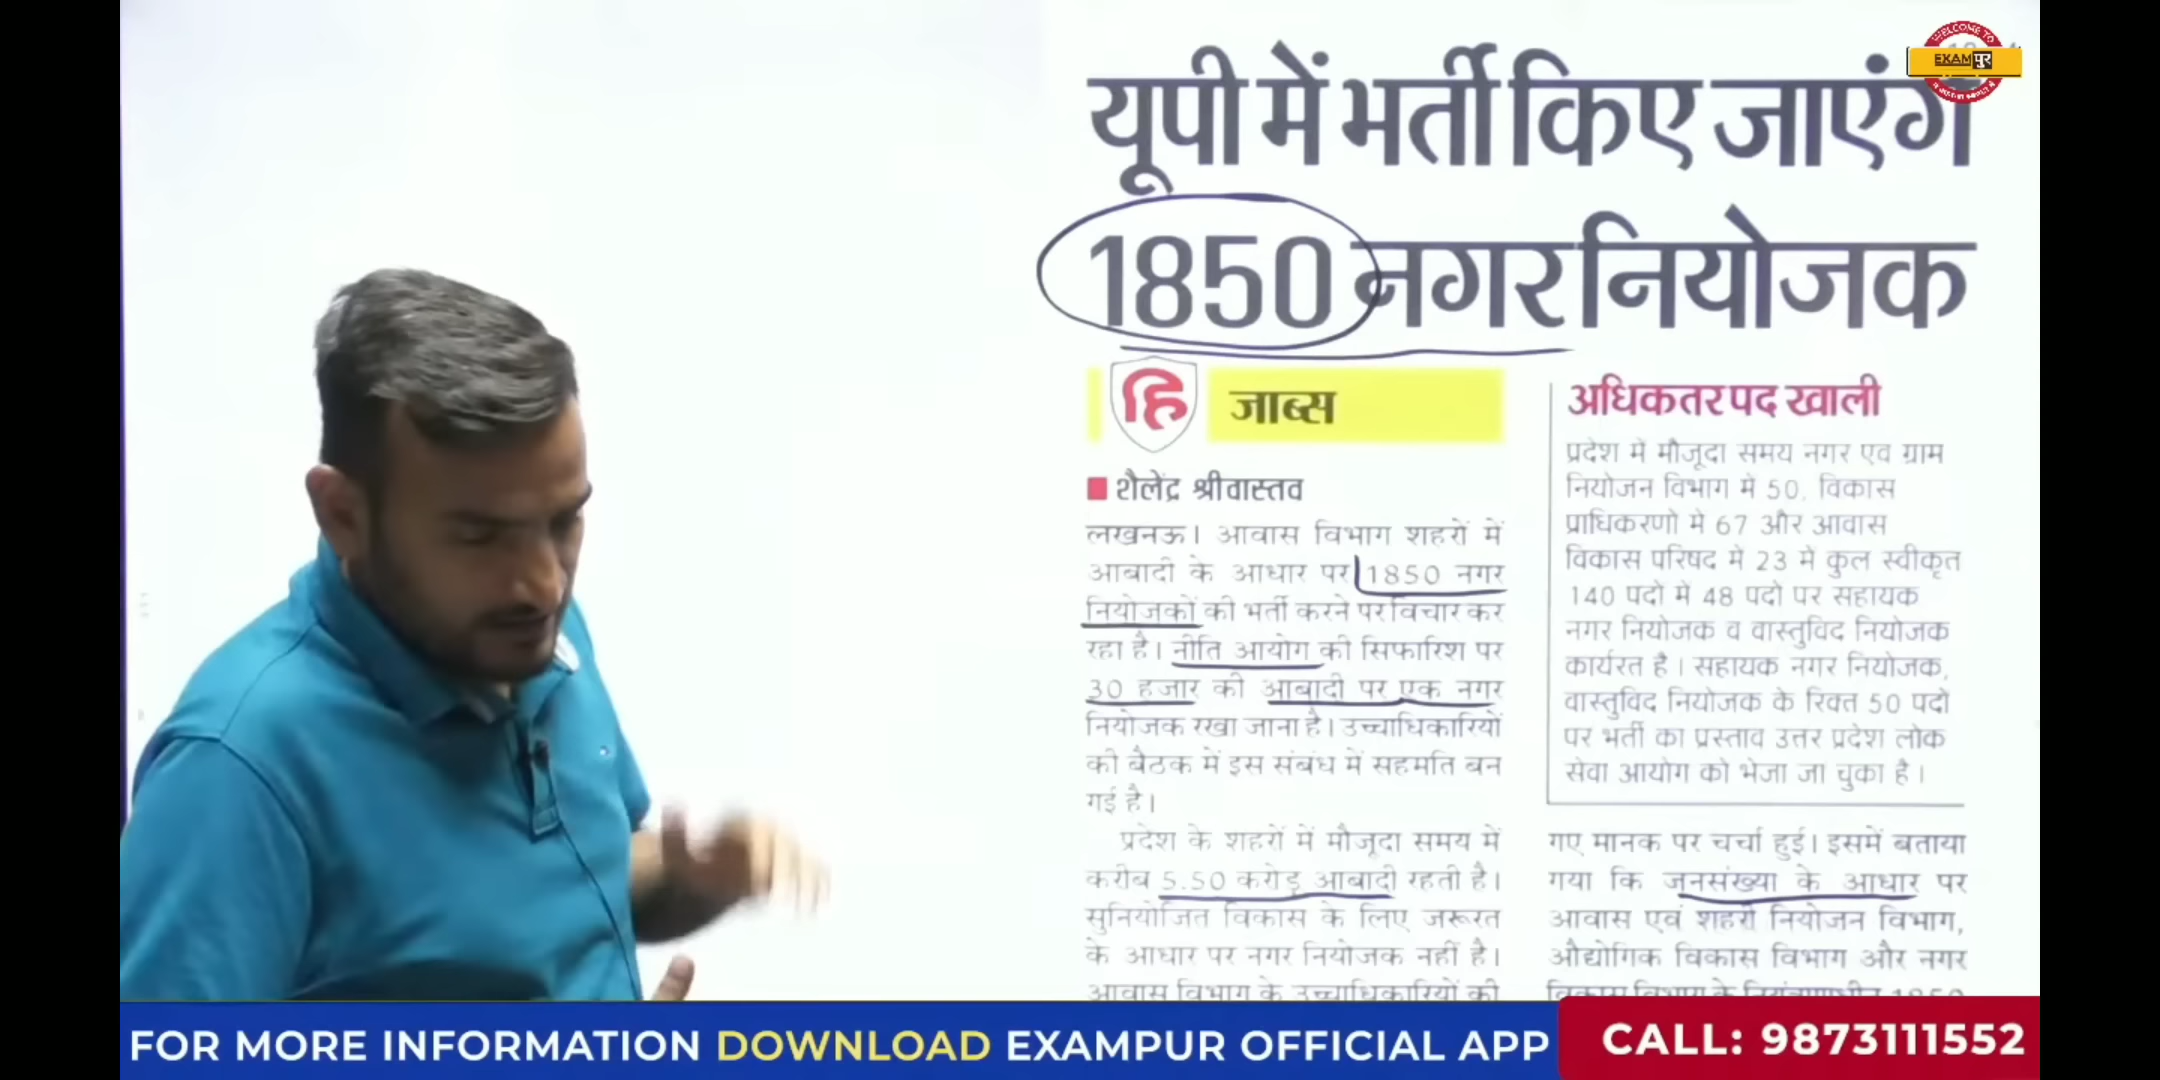 WELCOME TO
EXAMपुर
यूपी में भर्ती किए जाएंगे
1850 नगर नियोजक
हि जाब्स
शैलेंद्र श्रीवास्तव
लखनऊ। आवास विभाग शहरों में
आबादी के आधार पर 1850 नगर
नियोजकों की भर्ती करने पर विचार कर
रहा है। नीति आयोग की सिफारिश पर
30 हजार की आबादी पर एक नगर
नियोजक रखा जाना है। उच्चाधिकारियों
की बैठक में इस संबंध में सहमति बन
गई है।
प्रदेश के शहरों में मौजूदा समय में
करीब 5.50 करोड़ आबादी रहती है।
सुनियोजित विकास के लिए जरूरत
के आधार पर नगर नियोजक नहीं है।
आवास विभाग के उच्चाधिकारियों की
अधिकतर पद खाली
प्रदेश में मौजूदा समय नगर एवं ग्राम
नियोजन विभाग में 50, विकास
प्राधिकरणों में 67 और आवास
विकास परिषद में 23 में कुल स्वीकृत
140 पदों में 48 पदों पर सहायक
नगर नियोजक व वास्तुविद नियोजक
कार्यरत है। सहायक नगर नियोजक,
वास्तुविद नियोजक के रिक्त 50 पदों
पर भर्ती का प्रस्ताव उत्तर प्रदेश लोक
सेवा आयोग को भेजा जा चुका है।
गए मानक पर चर्चा हुई। इसमें बताया
गया कि जनसंख्या के आधार पर
आवास एवं शहरी नियोजन विभाग,
औद्योगिक विकास विभाग और नगर
विकास विभाग के नियंत्रणाधीन 1850
FOR MORE INFORMATION DOWNLOAD EXAMPUR OFFICIAL APP
CALL: 9873111552